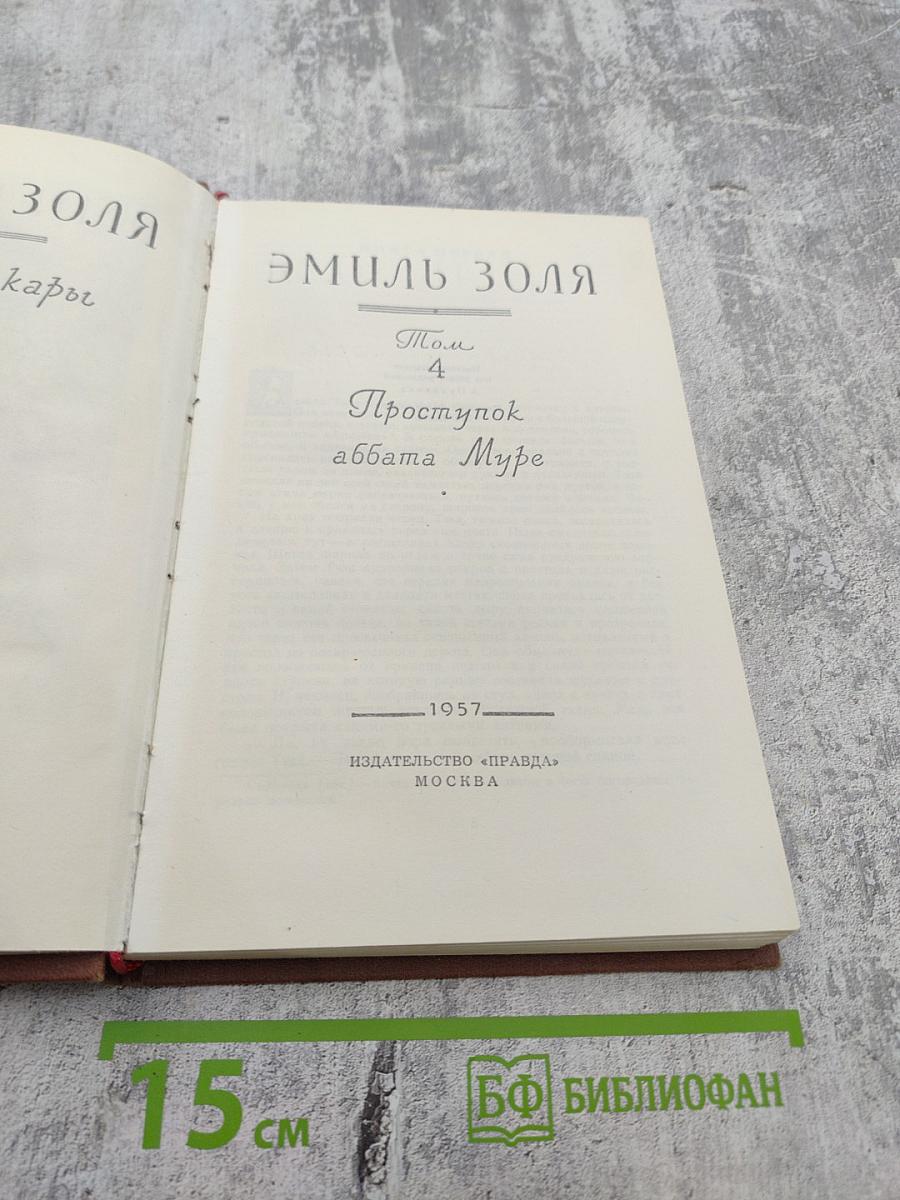 ЗОЛЯ
кары
ЭМИЛЬ ЗОЛЯ
Том
4
Проступок
аббата Муре
1957
ИЗДАТЕЛЬСТВО «ПРАВДА»
МОСКВА
15 см
БФ БИБЛИОФАН